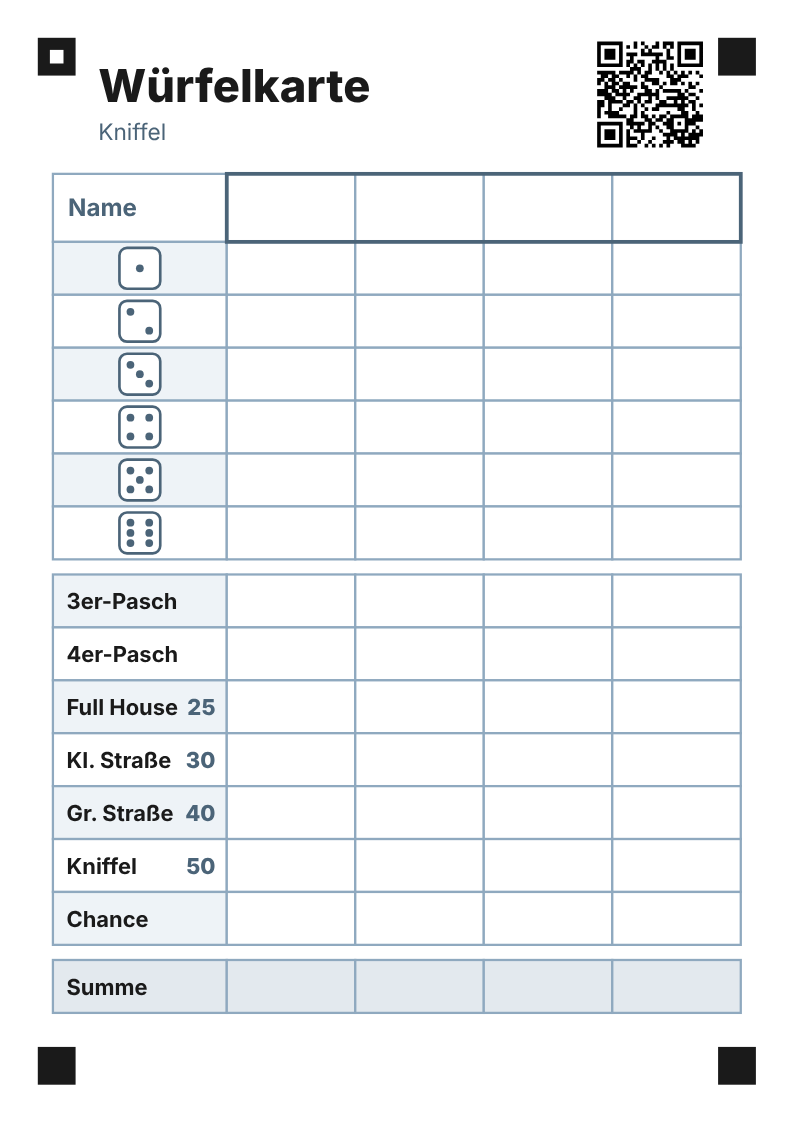 Würfelkarte
Kniffel
Name
3er-Pasch
4er-Pasch
Full House 25
Kl. Straße 30
Gr. Straße 40
Kniffel 50
Chance
Summe